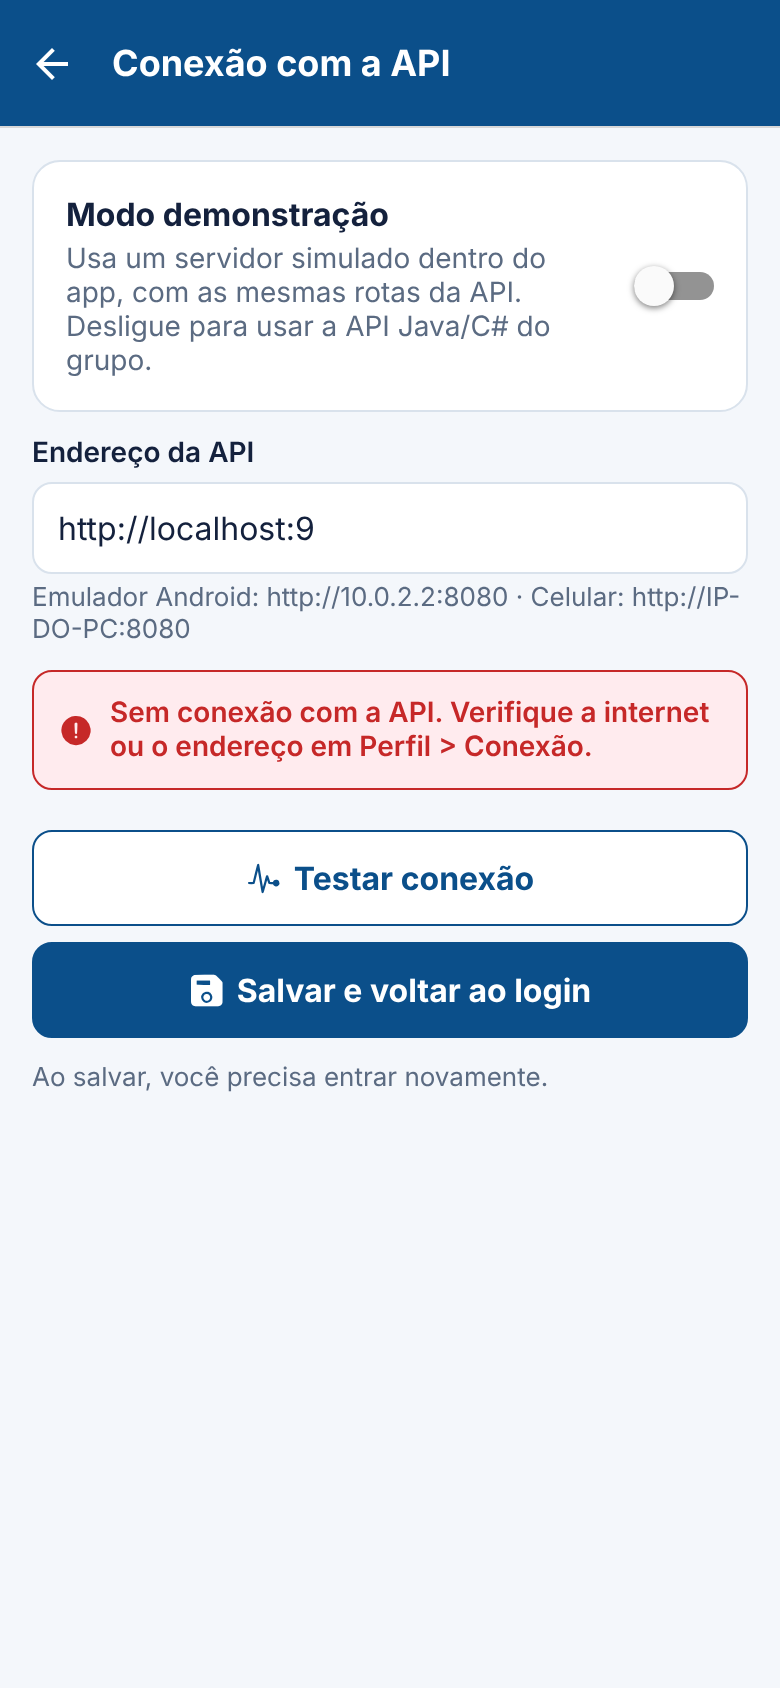 Conexão com a API
Modo demonstração
Usa um servidor simulado dentro do
app, com as mesmas rotas da API.
Desligue para usar a API Java/C# do
grupo.
Endereço da API
http://localhost:9
Emulador Android: http://10.0.2.2:8080 · Celular: http://IP-
DO-PC:8080
Sem conexão com a API. Verifique a internet
ou o endereço em Perfil > Conexão.
Testar conexão
Salvar e voltar ao login
Ao salvar, você precisa entrar novamente.